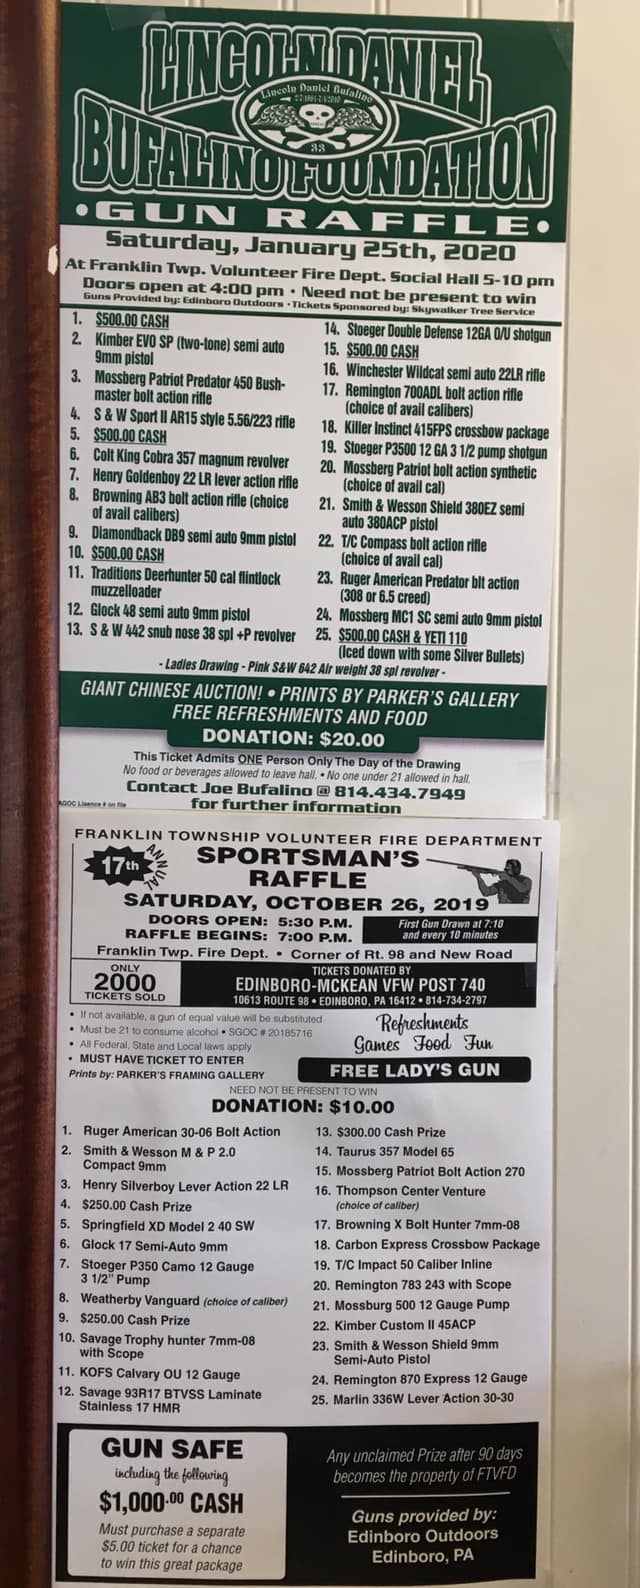 LINCOLN DANIEL
Lincoln Daniel Bufalino
33
BUFALINO FOUNDATION
•GUN RAFFLE•
Saturday, January 25th, 2020
At Franklin Twp. Volunteer Fire Dept. Social Hall 5-10 pm
Doors open at 4:00 pm • Need not be present to win
Guns Provided by: Edinboro Outdoors • Tickets Sponsored by: Skywalker Tree Service
1. $500.00 CASH
2. Kimber EVO SP (two-tone) semi auto
9mm pistol
3. Mossberg Patriot Predator 450 Bush-
master bolt action rifle
4. S & W Sport II AR15 style 5.56/223 rifle
5. $500.00 CASH
6. Colt King Cobra 357 magnum revolver
7. Henry Goldenboy 22 LR lever action rifle
8. Browning AB3 bolt action rifle (choice
of avail calibers)
9. Diamondback DB9 semi auto 9mm pistol
10. $500.00 CASH
11. Traditions Deerhunter 50 cal flintlock
muzzelloader
12. Glock 48 semi auto 9mm pistol
13. S & W 442 snub nose 38 spl +P revolver
14. Stoeger Double Defense 12GA O/U shotgun
15. $500.00 CASH
16. Winchester Wildcat semi auto 22LR rifle
17. Remington 700ADL bolt action rifle
(choice of avail calibers)
18. Killer Instinct 415FPS crossbow package
19. Stoeger P3500 12 GA 3 1/2 pump shotgun
20. Mossberg Patriot bolt action synthetic
(choice of avail cal)
21. Smith & Wesson Shield 380EZ semi
auto 380ACP pistol
22. T/C Compass bolt action rifle
(choice of avail cal)
23. Ruger American Predator blt action
(308 or 6.5 creed)
24. Mossberg MC1 SC semi auto 9mm pistol
25. $500.00 CASH & YETI 110
(Iced down with some Silver Bullets)
- Ladies Drawing - Pink S&W 642 Air weight 38 spl revolver -
GIANT CHINESE AUCTION! • PRINTS BY PARKER'S GALLERY
FREE REFRESHMENTS AND FOOD
DONATION: $20.00
This Ticket Admits ONE Person Only The Day of the Drawing
No food or beverages allowed to leave hall. • No one under 21 allowed in hall.
Contact Joe Bufalino @ 814.434.7949
for further information
# on file
FRANKLIN TOWNSHIP VOLUNTEER FIRE DEPARTMENT
17th ANNUAL
SPORTSMAN'S
RAFFLE
SATURDAY, OCTOBER 26, 2019
DOORS OPEN: 5:30 P.M.
RAFFLE BEGINS: 7:00 P.M.
First Gun Drawn at 7:10
and every 10 minutes
Franklin Twp. Fire Dept. • Corner of Rt. 98 and New Road
ONLY
2000
TICKETS SOLD
TICKETS DONATED BY
EDINBORO-MCKEAN VFW POST 740
10613 ROUTE 98 • EDINBORO, PA 16412 • 814-734-2797
• If not available, a gun of equal value will be substituted
• Must be 21 to consume alcohol • SGOC # 20185716
• All Federal, State and Local laws apply
• MUST HAVE TICKET TO ENTER
Prints by: PARKER'S FRAMING GALLERY
Refreshments
Games Food Fun
FREE LADY'S GUN
NEED NOT BE PRESENT TO WIN
DONATION: $10.00
1. Ruger American 30-06 Bolt Action
2. Smith & Wesson M & P 2.0
Compact 9mm
3. Henry Silverboy Lever Action 22 LR
4. $250.00 Cash Prize
5. Springfield XD Model 2 40 SW
6. Glock 17 Semi-Auto 9mm
7. Stoeger P350 Camo 12 Gauge
3 1/2" Pump
8. Weatherby Vanguard (choice of caliber)
9. $250.00 Cash Prize
10. Savage Trophy hunter 7mm-08
with Scope
11. KOFS Calvary OU 12 Gauge
12. Savage 93R17 BTVSS Laminate
Stainless 17 HMR
13. $300.00 Cash Prize
14. Taurus 357 Model 65
15. Mossberg Patriot Bolt Action 270
16. Thompson Center Venture
(choice of caliber)
17. Browning X Bolt Hunter 7mm-08
18. Carbon Express Crossbow Package
19. T/C Impact 50 Caliber Inline
20. Remington 783 243 with Scope
21. Mossburg 500 12 Gauge Pump
22. Kimber Custom II 45ACP
23. Smith & Wesson Shield 9mm
Semi-Auto Pistol
24. Remington 870 Express 12 Gauge
25. Marlin 336W Lever Action 30-30
GUN SAFE
including the following
$1,000.00 CASH
Must purchase a separate
$5.00 ticket for a chance
to win this great package
Any unclaimed Prize after 90 days
becomes the property of FTVFD
Guns provided by:
Edinboro Outdoors
Edinboro, PA